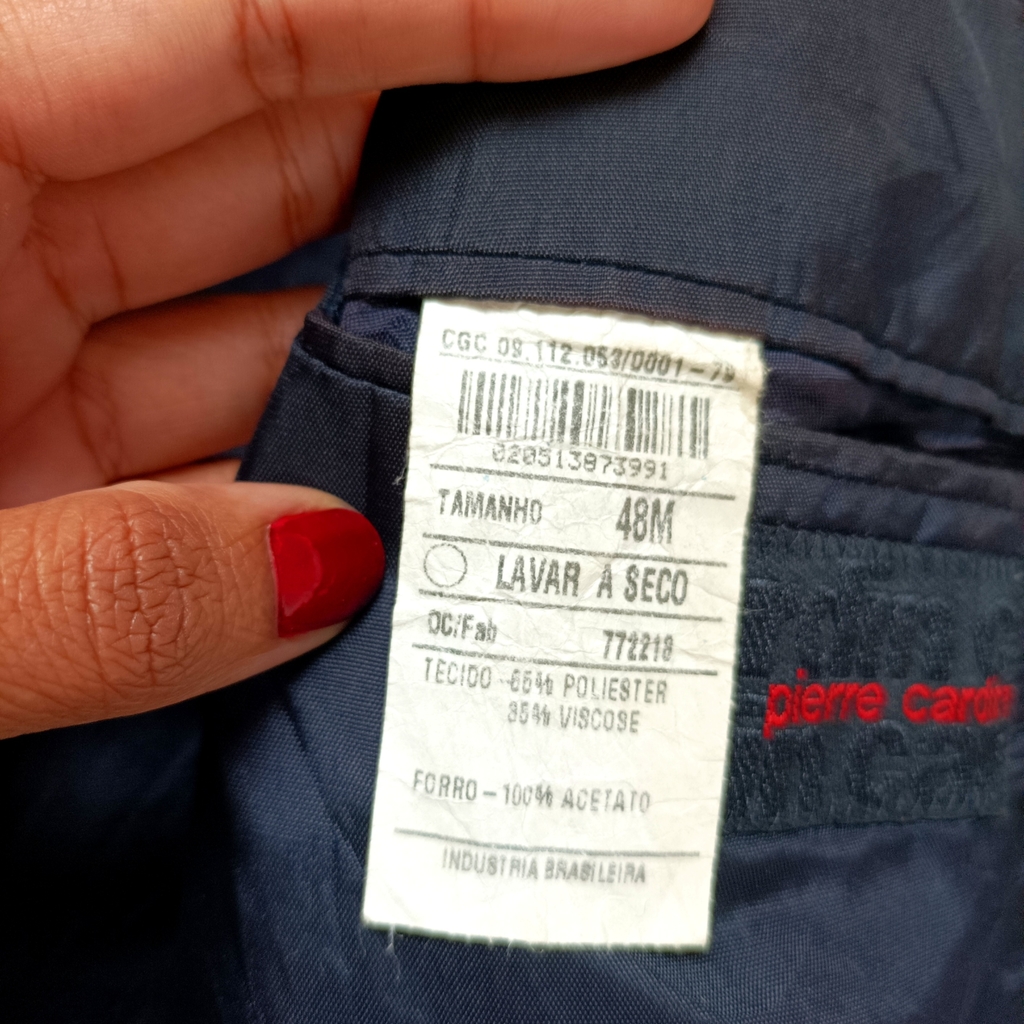 CGC 09.112.053/0001-79
020513873991
TAMANHO 48M
LAVAR A SECO
OC/Fab 772218
TECIDO -65% POLIESTER
35% VISCOSE
FORRO - 100% ACETATO
INDUSTRIA BRASILEIRA
pierre cardin